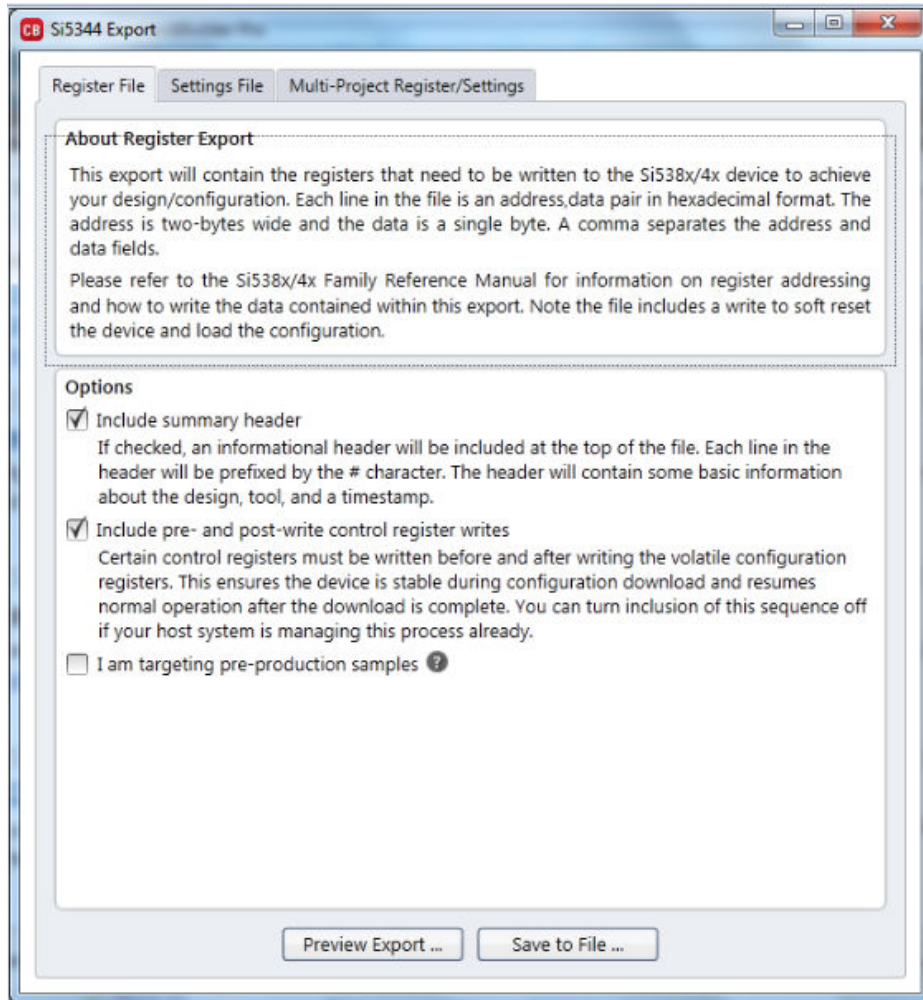 CB Si5344 Export
Register File Settings File Multi-Project Register/Settings
About Register Export
This export will contain the registers that need to be written to the Si538x/4x device to achieve
your design/configuration. Each line in the file is an address,data pair in hexadecimal format. The
address is two-bytes wide and the data is a single byte. A comma separates the address and
data fields.
Please refer to the Si538x/4x Family Reference Manual for information on register addressing
and how to write the data contained within this export. Note the file includes a write to soft reset
the device and load the configuration.
Options
Include summary header
If checked, an informational header will be included at the top of the file. Each line in the
header will be prefixed by the # character. The header will contain some basic information
about the design, tool, and a timestamp.
Include pre- and post-write control register writes
Certain control registers must be written before and after writing the volatile configuration
registers. This ensures the device is stable during configuration download and resumes
normal operation after the download is complete. You can turn inclusion of this sequence off
if your host system is managing this process already.
I am targeting pre-production samples ?
Preview Export ... Save to File ...